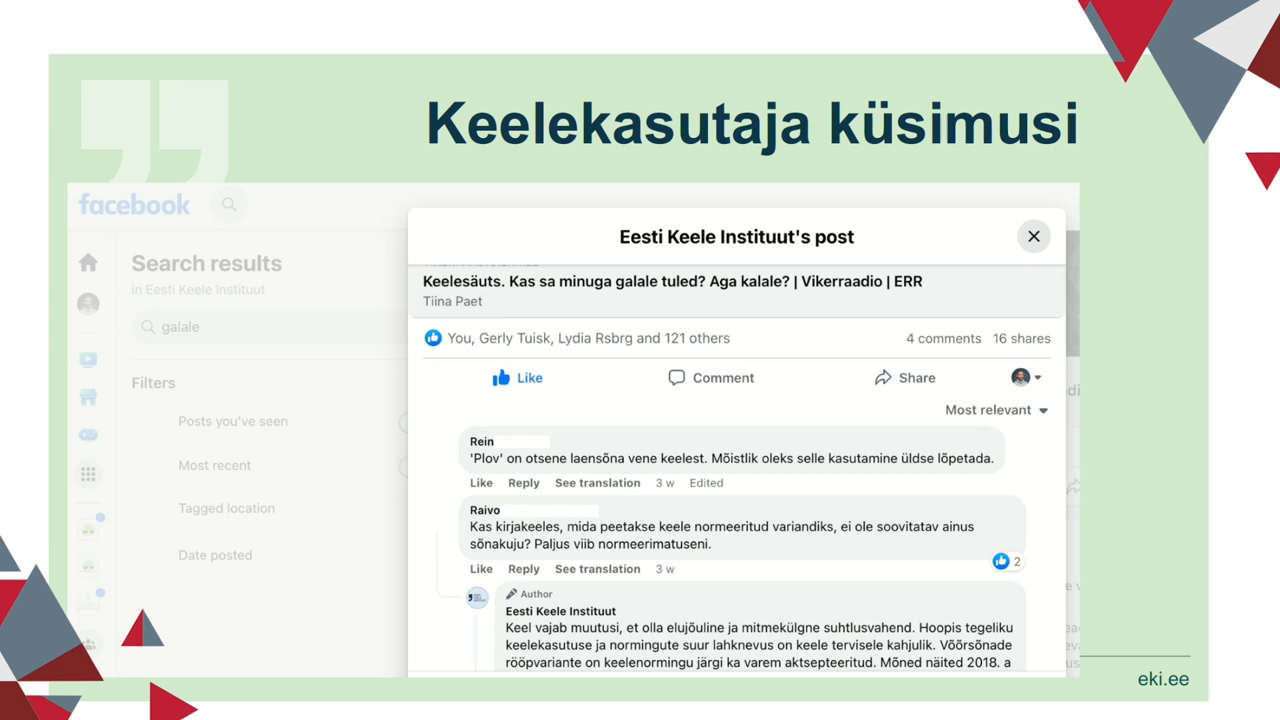 Keelekasutaja küsimusi
facebook
Search results
in Eesti Keele Instituut
galale
Filters
Posts you've seen
Most recent
Tagged location
Date posted
Eesti Keele Instituut's post
Keelesäuts. Kas sa minuga galale tuled? Aga kalale? | Vikerraadio | ERR
Tiina Paet
You, Gerly Tuisk, Lydia Rsbrg and 121 others
4 comments 16 shares
Like Comment Share
Most relevant
Rein
'Plov' on otsene laensõna vene keelest. Mõistlik oleks selle kasutamine üldse lõpetada.
Like Reply See translation 3 w Edited
Raivo
Kas kirjakeeles, mida peetakse keele normeeritud variandiks, ei ole soovitatav ainus
sõnakuju? Paljus viib normeerimatuseni.
2
Like Reply See translation 3 w
Author
Eesti Keele Instituut
Keel vajab muutusi, et olla elujõuline ja mitmekülgne suhtlusvahend. Hoopis tegeliku
keelekasutuse ja normingute suur lahknevus on keele tervisele kahjulik. Võõrsõnade
rööpvariante on keelenormingu järgi ka varem aktsepteeritud. Mõned näited 2018. a
eki.ee